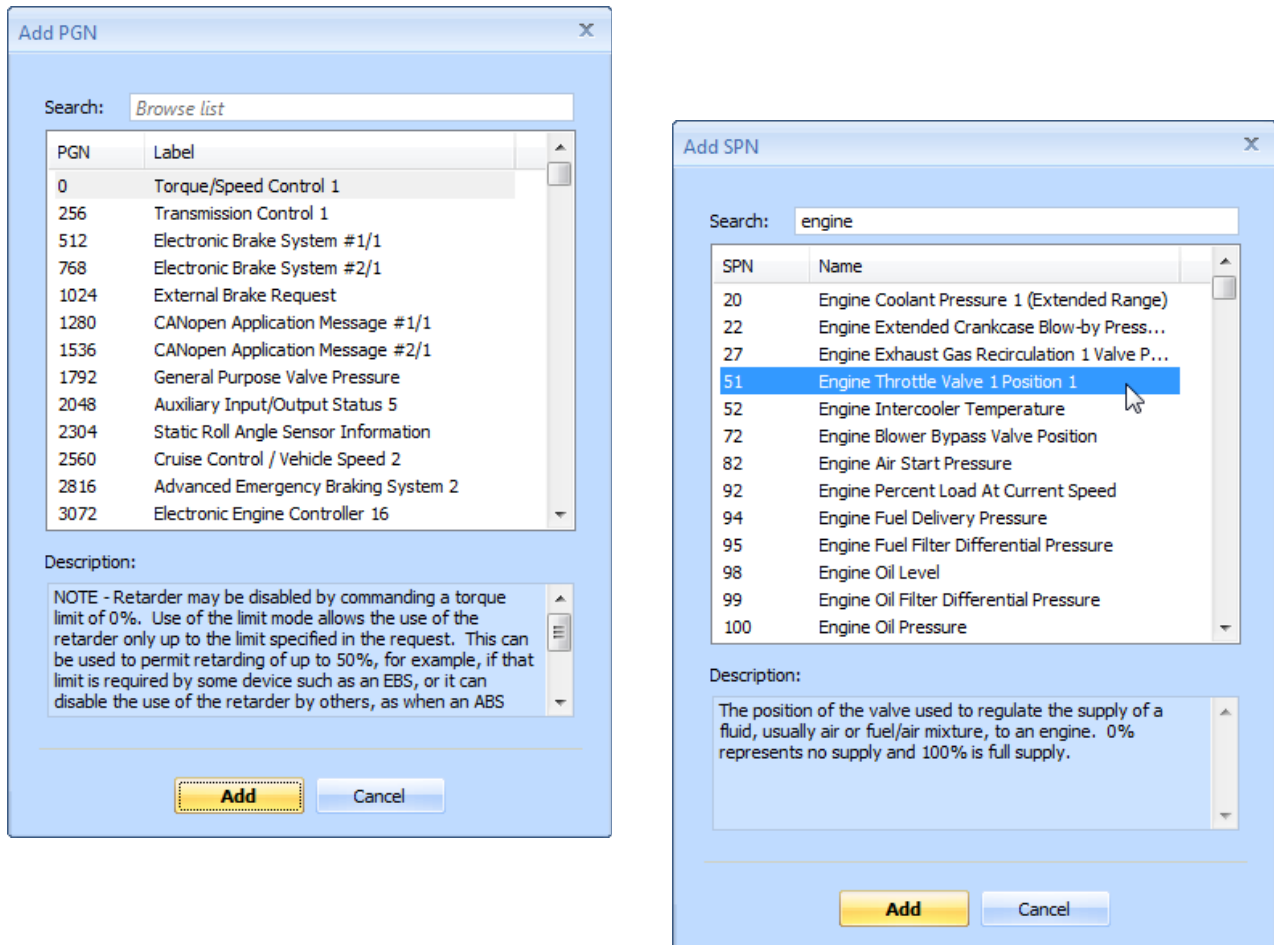 Add PGN
Search: Browse list
PGN Label
0 Torque/Speed Control 1
256 Transmission Control 1
512 Electronic Brake System #1/1
768 Electronic Brake System #2/1
1024 External Brake Request
1280 CANopen Application Message #1/1
1536 CANopen Application Message #2/1
1792 General Purpose Valve Pressure
2048 Auxiliary Input/Output Status 5
2304 Static Roll Angle Sensor Information
2560 Cruise Control / Vehicle Speed 2
2816 Advanced Emergency Braking System 2
3072 Electronic Engine Controller 16
Description:
NOTE - Retarder may be disabled by commanding a torque
limit of 0%. Use of the limit mode allows the use of the
retarder only up to the limit specified in the request. This can
be used to permit retarding of up to 50%, for example, if that
limit is required by some device such as an EBS, or it can
disable the use of the retarder by others, as when an ABS
Add Cancel
Add SPN
Search: engine
SPN Name
20 Engine Coolant Pressure 1 (Extended Range)
22 Engine Extended Crankcase Blow-by Press...
27 Engine Exhaust Gas Recirculation 1 Valve P...
51 Engine Throttle Valve 1 Position 1
52 Engine Intercooler Temperature
72 Engine Blower Bypass Valve Position
82 Engine Air Start Pressure
92 Engine Percent Load At Current Speed
94 Engine Fuel Delivery Pressure
95 Engine Fuel Filter Differential Pressure
98 Engine Oil Level
99 Engine Oil Filter Differential Pressure
100 Engine Oil Pressure
Description:
The position of the valve used to regulate the supply of a
fluid, usually air or fuel/air mixture, to an engine. 0%
represents no supply and 100% is full supply.
Add Cancel